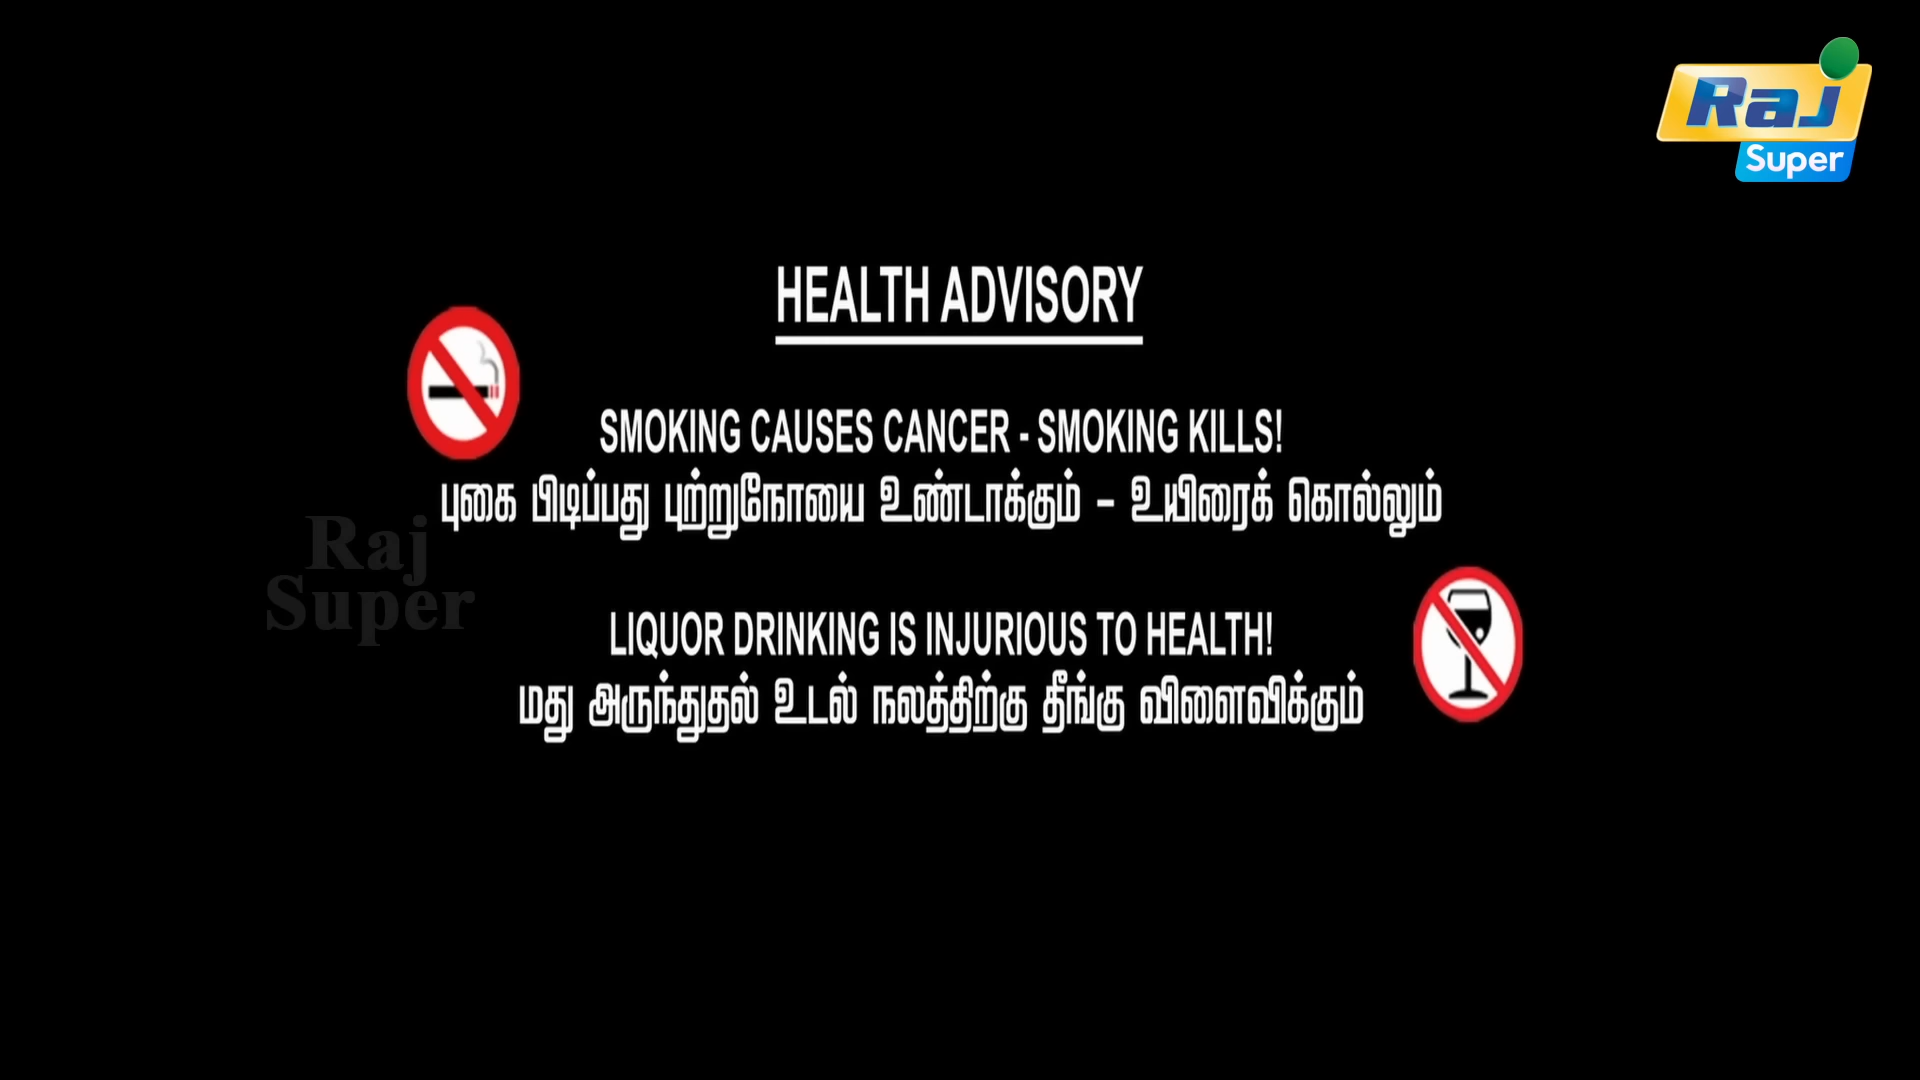 Raj
Super
HEALTH ADVISORY
SMOKING CAUSES CANCER - SMOKING KILLS!
புகை பிடிப்பது புற்றுநோயை உண்டாக்கும் - உயிரைக் கொல்லும்
Raj
Super
LIQUOR DRINKING IS INJURIOUS TO HEALTH!
மது அருந்துதல் உடல் நலத்திற்கு தீங்கு விளைவிக்கும்